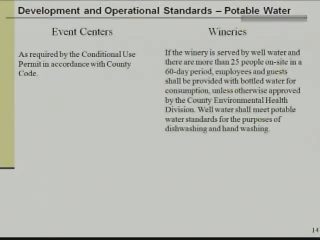 Development and Operational Standards – Potable Water
Event Centers
As required by the Conditional Use
Permit in accordance with County
Code.
Wineries
If the winery is served by well water and
there are more than 25 people on-site in a
60-day period, employees and guests
shall be provided with bottled water for
consumption, unless otherwise approved
by the County Environmental Health
Division. Well water shall meet potable
water standards for the purposes of
dishwashing and hand washing.
14